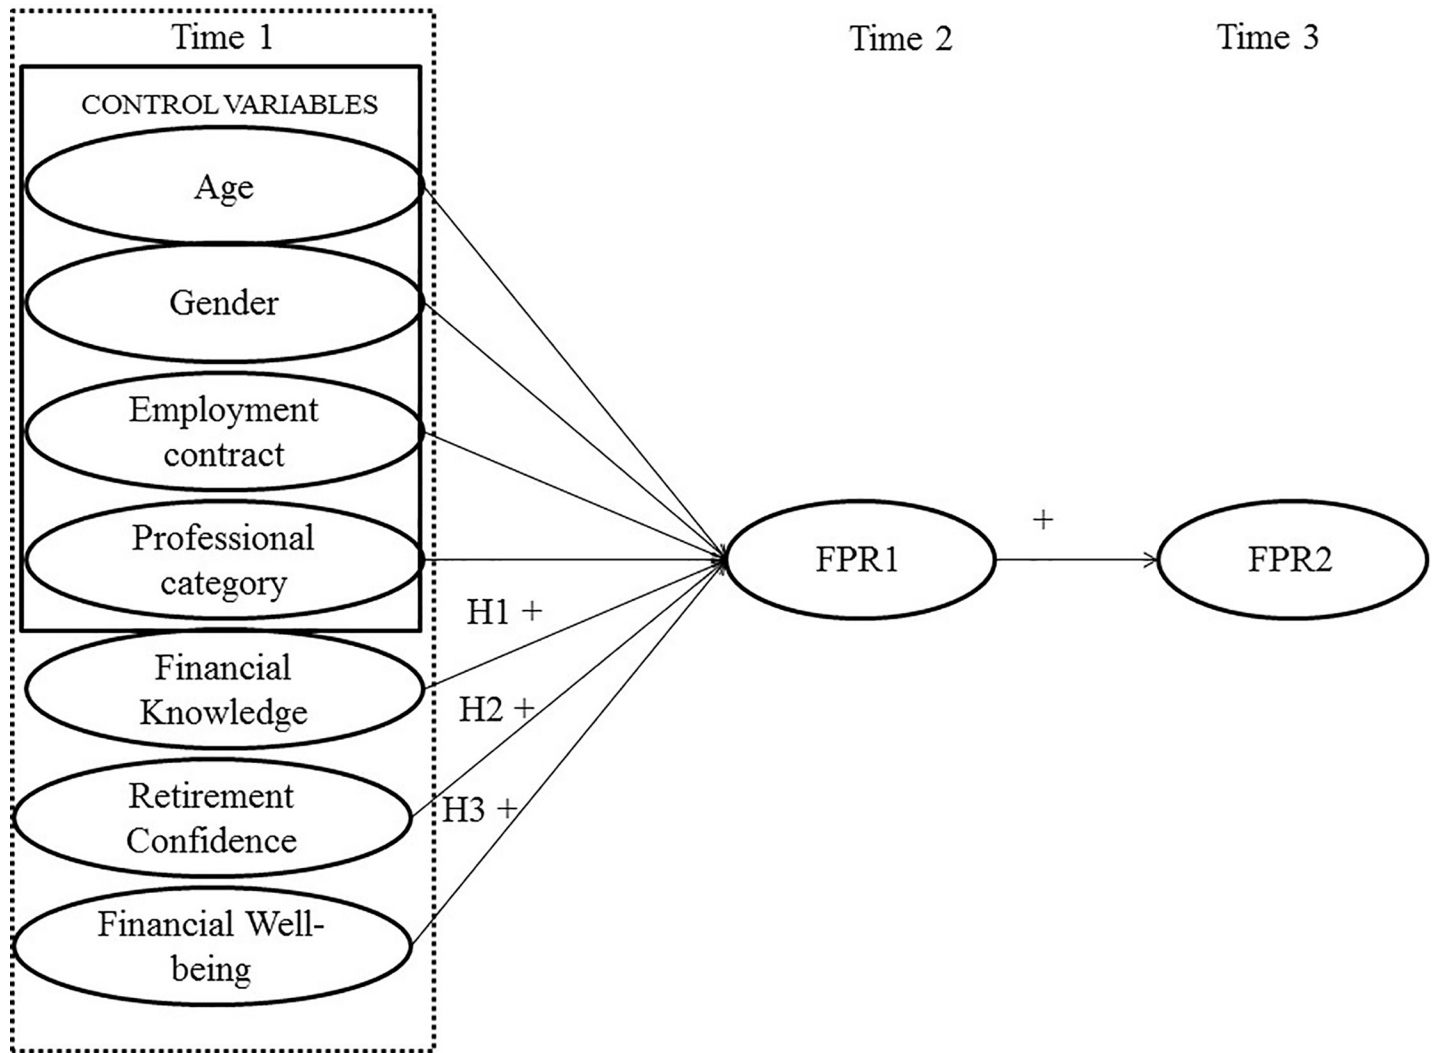 Time 1
Time 2
Time 3
CONTROL VARIABLES
Age
Gender
Employment
contract
Professional
category
Financial
Knowledge
Retirement
Confidence
Financial Well-
being
H1 +
H2 +
H3 +
FPR1
+
FPR2